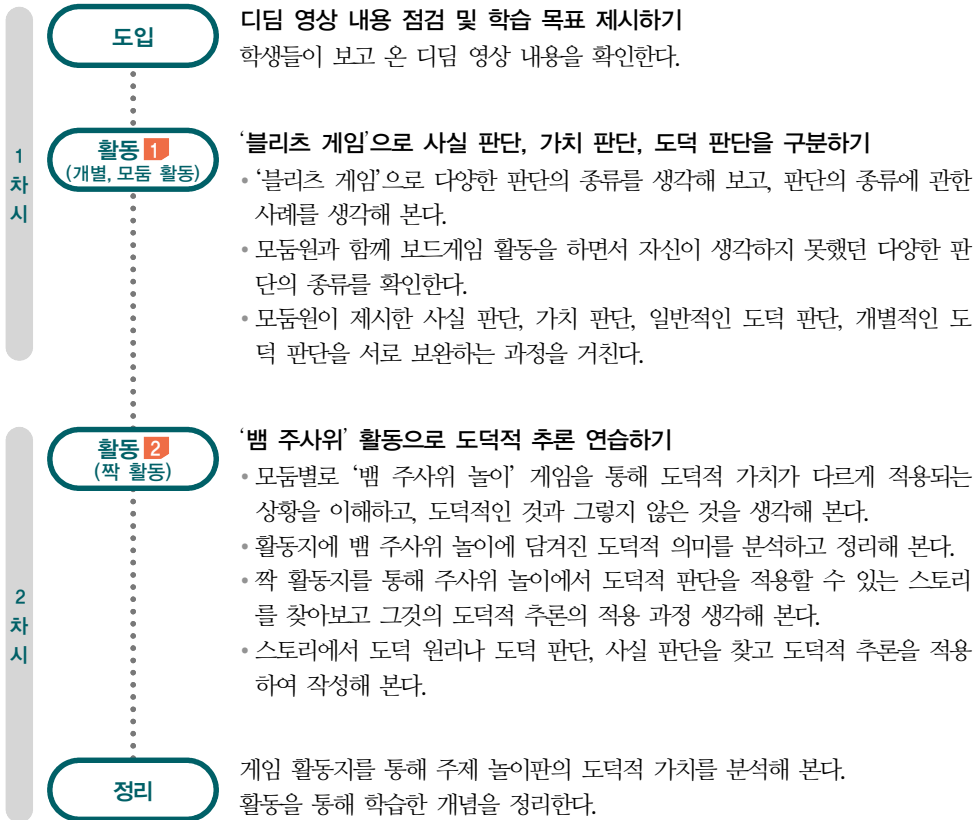 도입
디딤 영상 내용 점검 및 학습 목표 제시하기
학생들이 보고 온 디딤 영상 내용을 확인한다.
1
차
시
활동 1
(개별, 모둠 활동)
‘블리츠 게임’으로 사실 판단, 가치 판단, 도덕 판단을 구분하기
• ‘블리츠 게임’으로 다양한 판단의 종류를 생각해 보고, 판단의 종류에 관한
사례를 생각해 본다.
• 모둠원과 함께 보드게임 활동을 하면서 자신이 생각하지 못했던 다양한 판
단의 종류를 확인한다.
• 모둠원이 제시한 사실 판단, 가치 판단, 일반적인 도덕 판단, 개별적인 도
덕 판단을 서로 보완하는 과정을 거친다.
2
차
시
활동 2
(짝 활동)
‘뱀 주사위’ 활동으로 도덕적 추론 연습하기
• 모둠별로 ‘뱀 주사위 놀이’ 게임을 통해 도덕적 가치가 다르게 적용되는
상황을 이해하고, 도덕적인 것과 그렇지 않은 것을 생각해 본다.
• 활동지에 뱀 주사위 놀이에 담겨진 도덕적 의미를 분석하고 정리해 본다.
• 짝 활동지를 통해 주사위 놀이에서 도덕적 판단을 적용할 수 있는 스토리
를 찾아보고 그것의 도덕적 추론의 적용 과정 생각해 본다.
• 스토리에서 도덕 원리나 도덕 판단, 사실 판단을 찾고 도덕적 추론을 적용
하여 작성해 본다.
정리
게임 활동지를 통해 주제 놀이판의 도덕적 가치를 분석해 본다.
활동을 통해 학습한 개념을 정리한다.